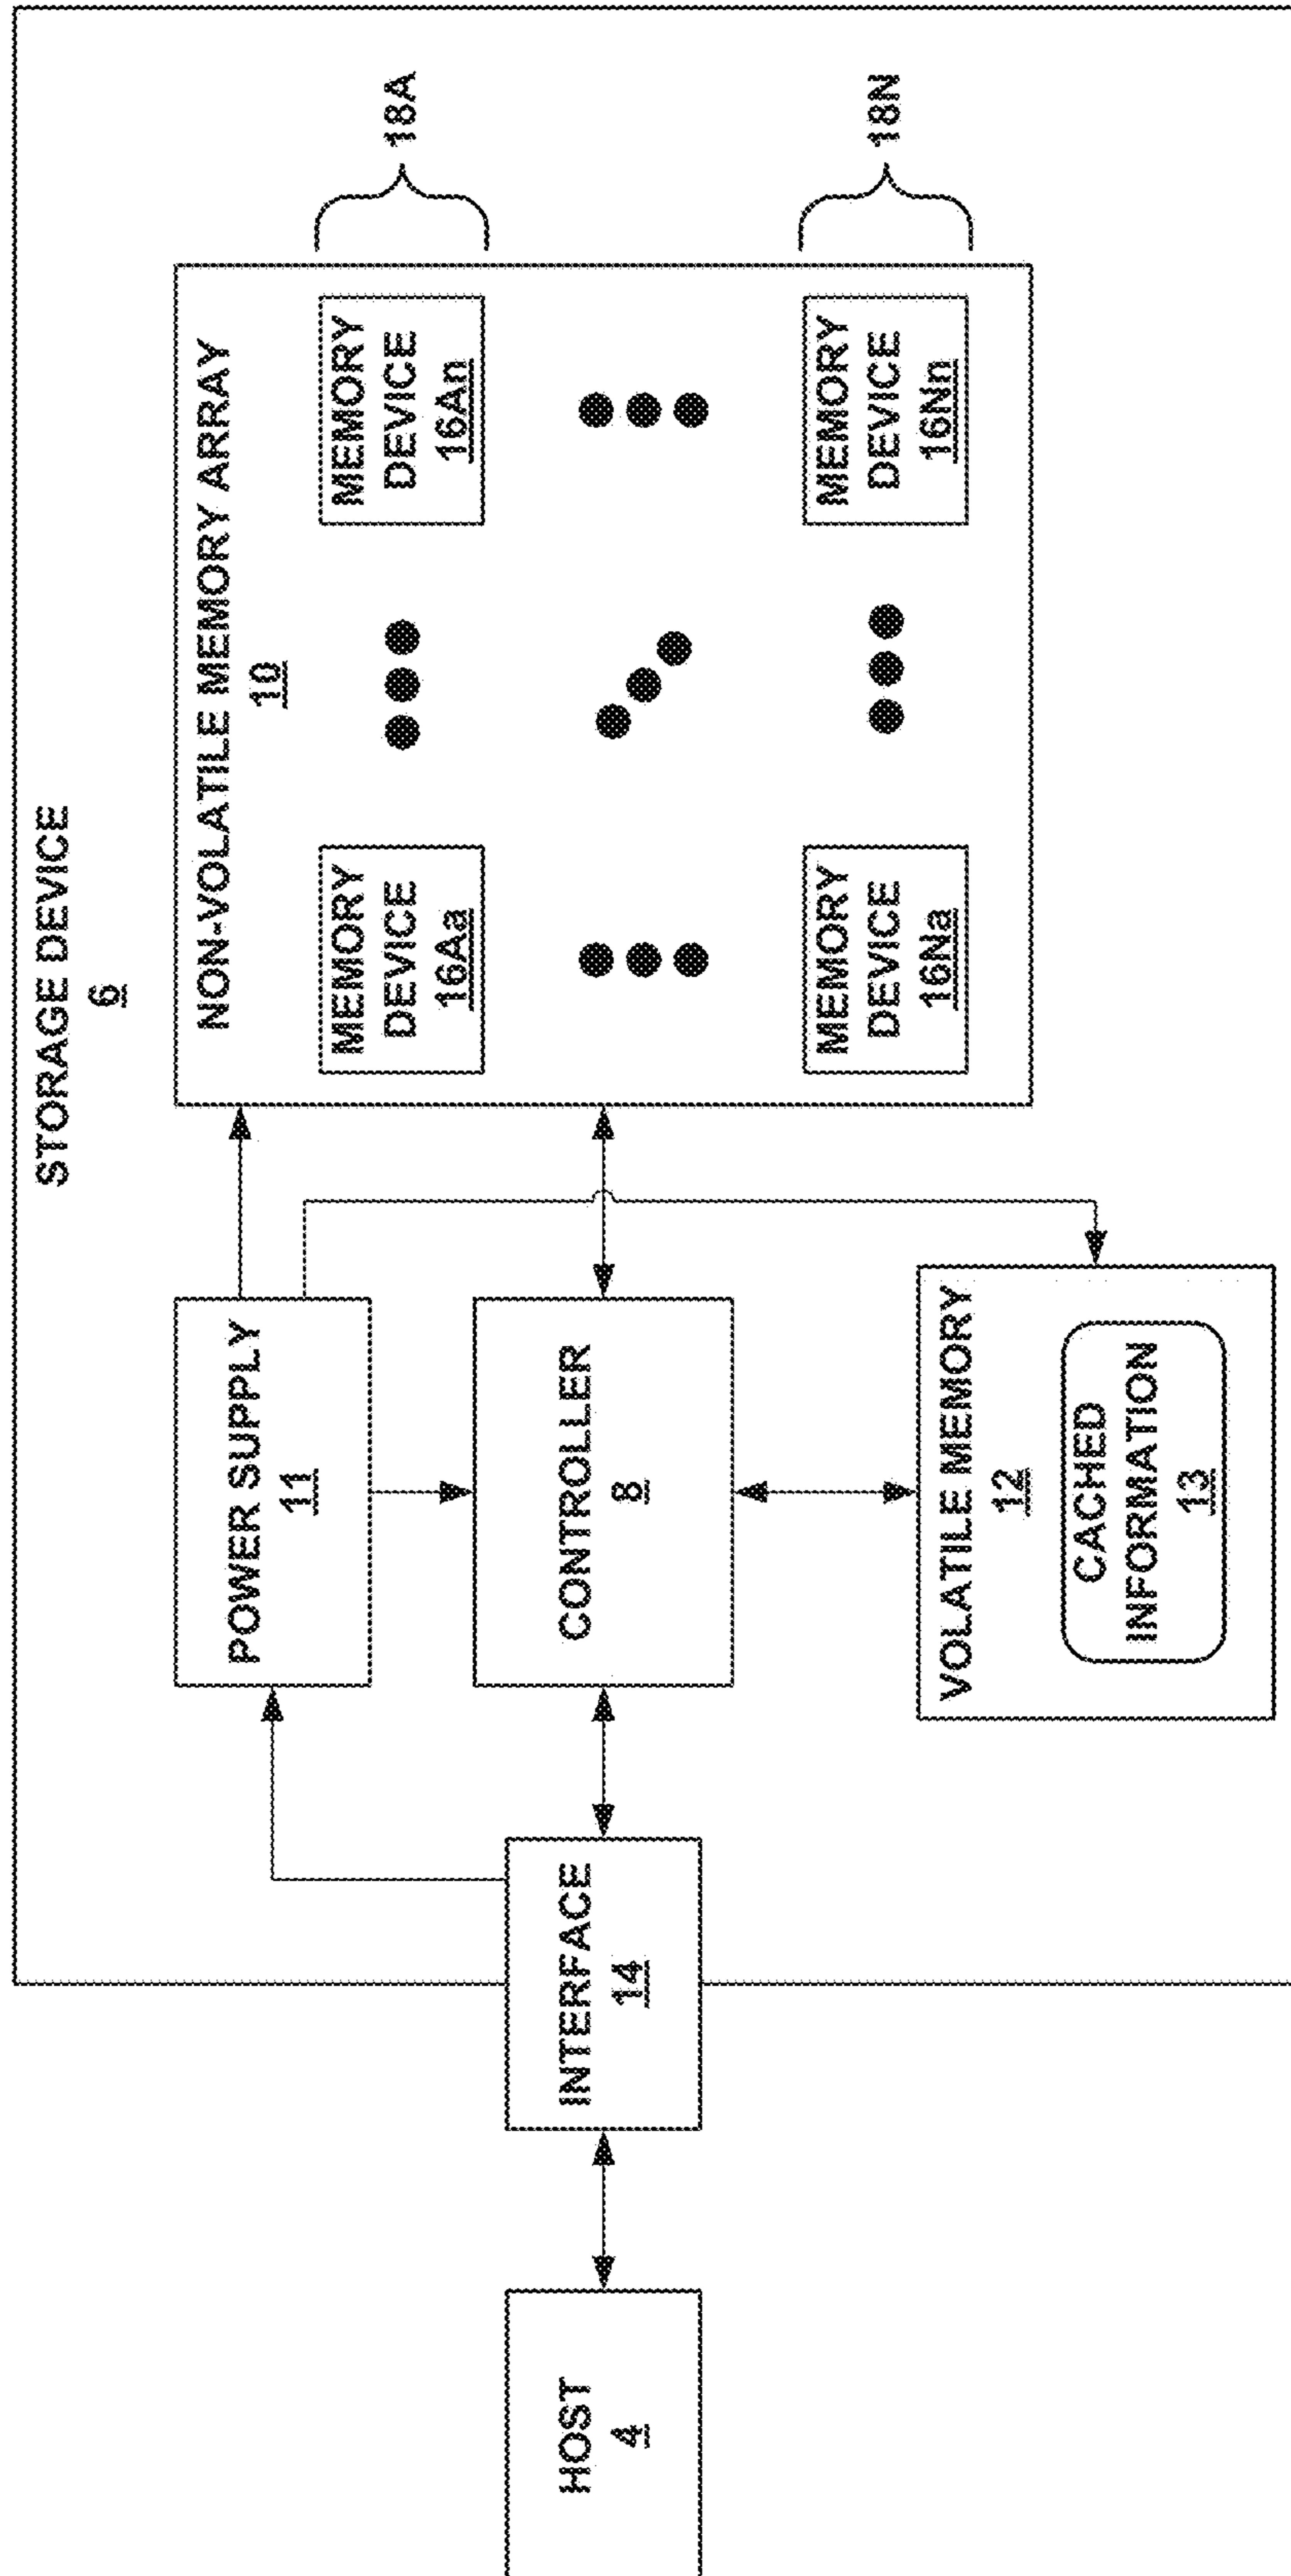 STORAGE DEVICE
6
NON-VOLATILE MEMORY ARRAY
10
MEMORY
DEVICE
16Aa
MEMORY
DEVICE
16An
18A
MEMORY
DEVICE
16Na
MEMORY
DEVICE
16Nn
18N
POWER SUPPLY
11
CONTROLLER
8
VOLATILE MEMORY
12
CACHED
INFORMATION
13
INTERFACE
14
HOST
4